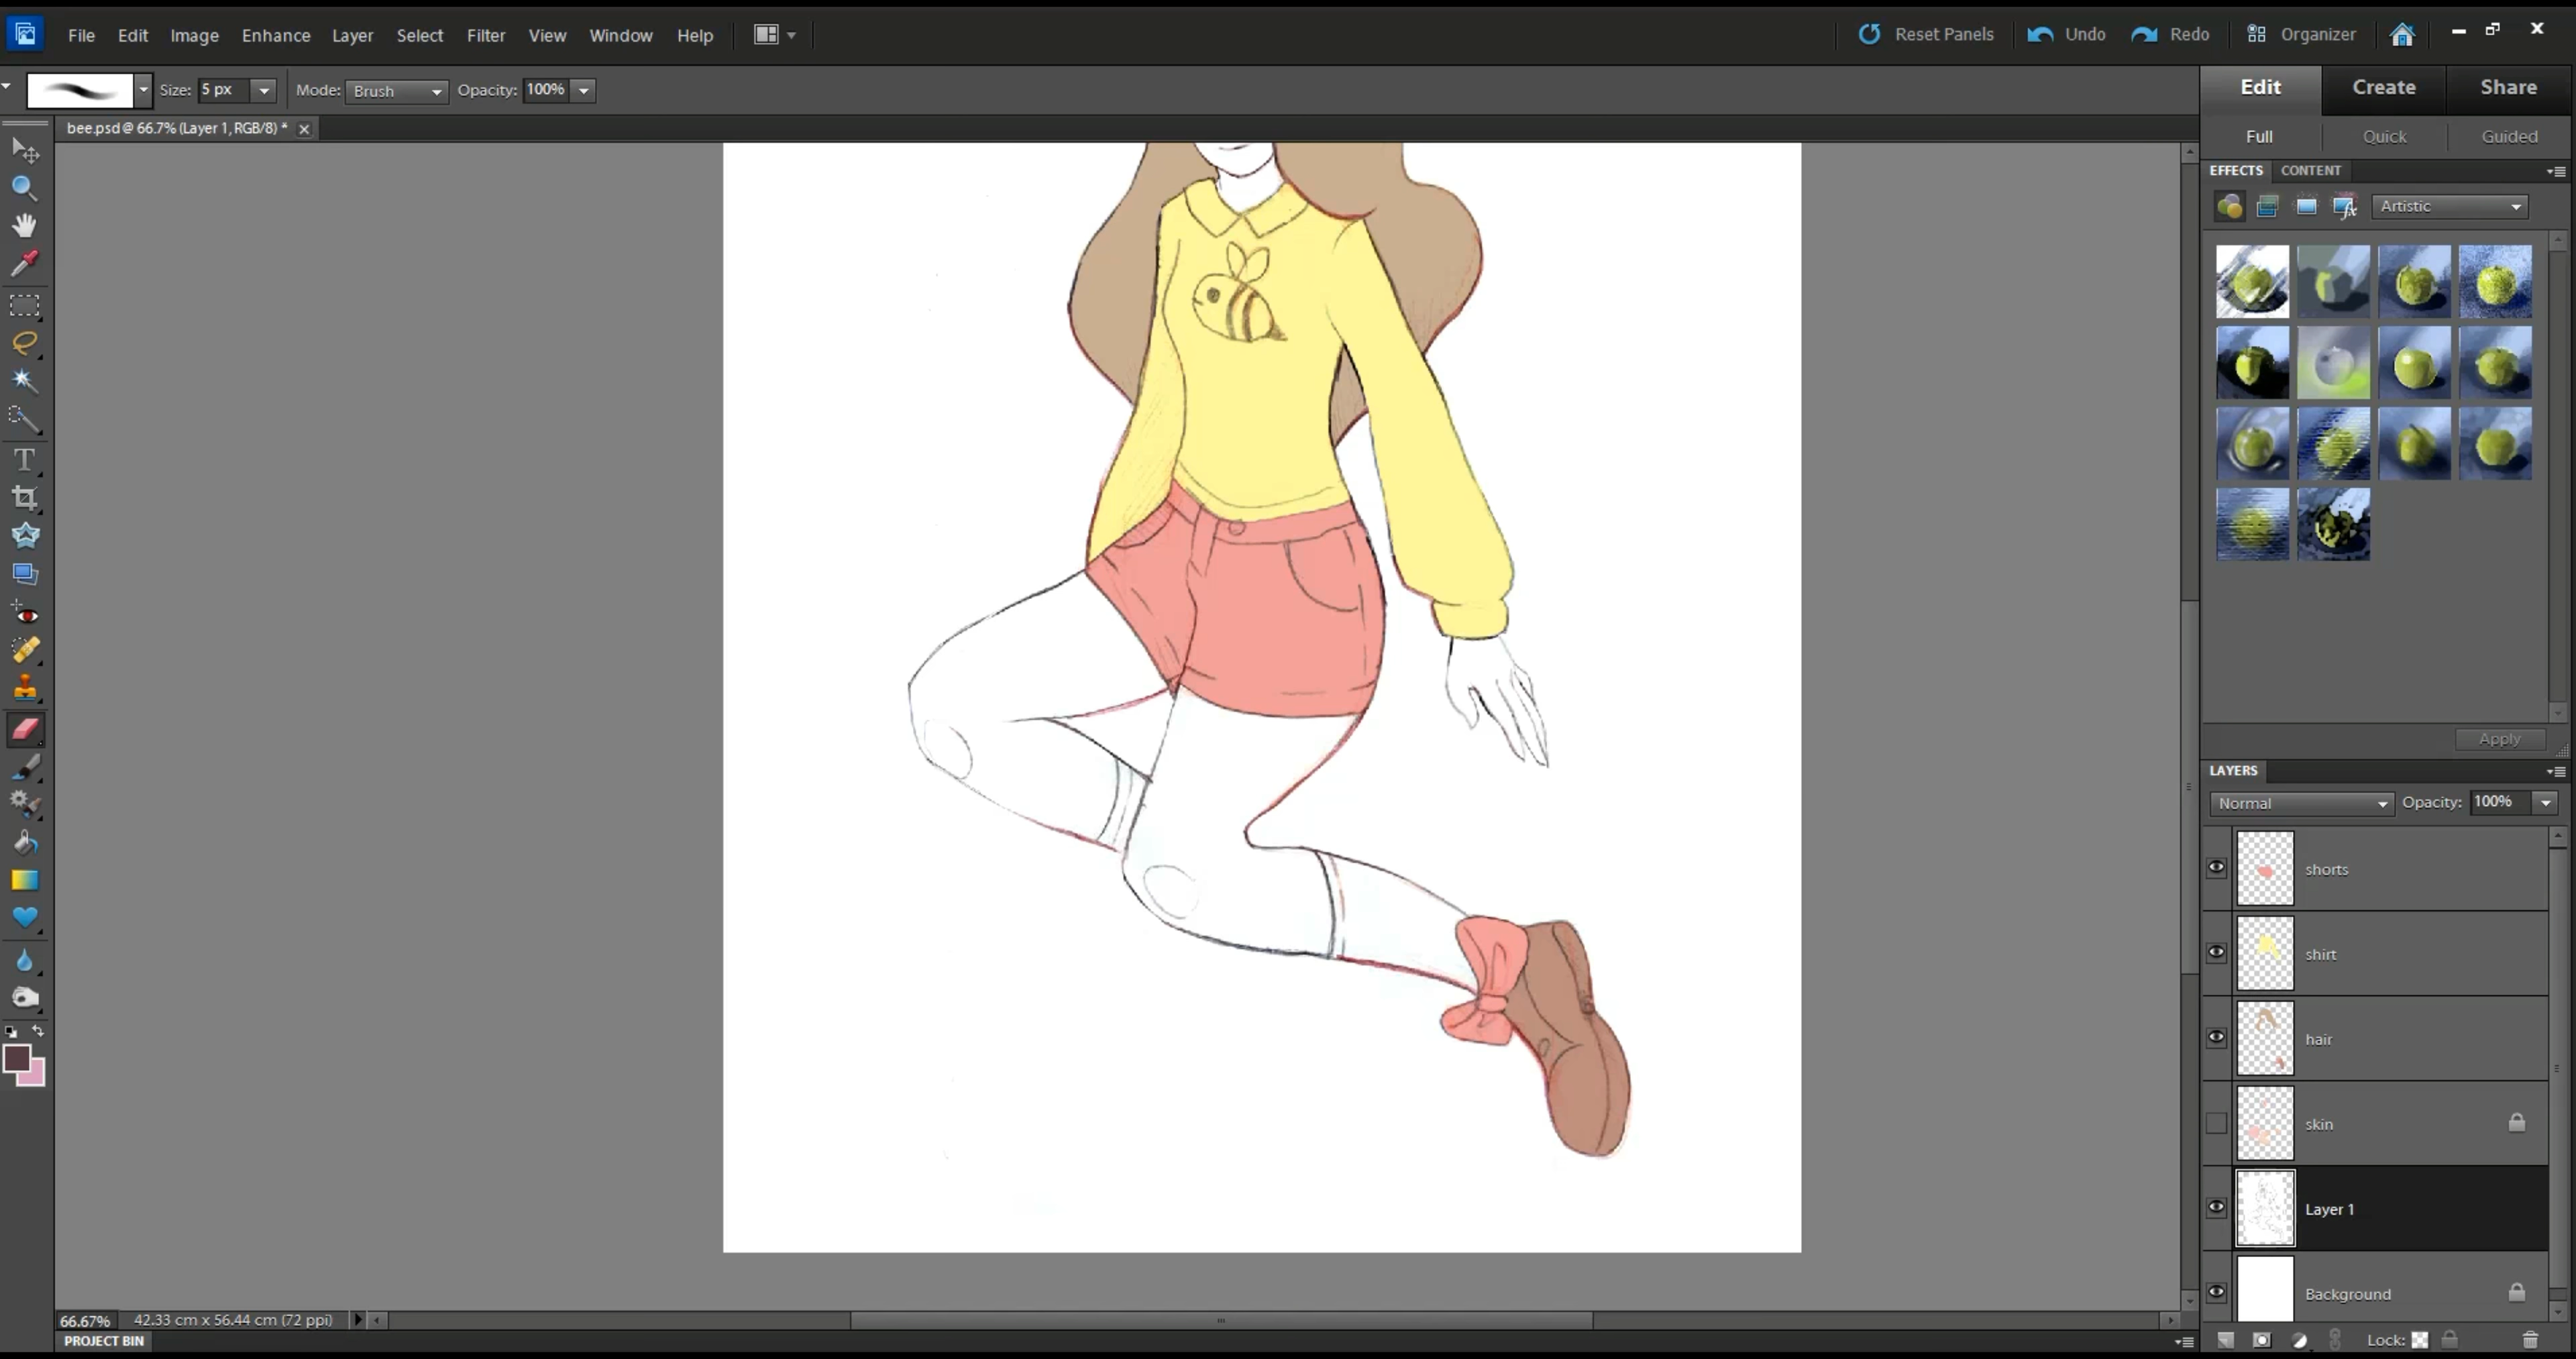 File Edit Image Enhance Layer Select Filter View Window Help Reset Panels Undo Redo Organizer
Size: 5 px Mode: Brush Opacity: 100%
Edit Create Share
bee.psd @ 66.7% (Layer 1, RGB/8) *
Full Quick Guided
EFFECTS CONTENT
Artistic
Apply
LAYERS
Normal Opacity: 100%
shorts
shirt
hair
skin
Layer 1
Background
66.67% 42.33 cm x 56.44 cm (72 ppi)
PROJECT BIN
Lock: